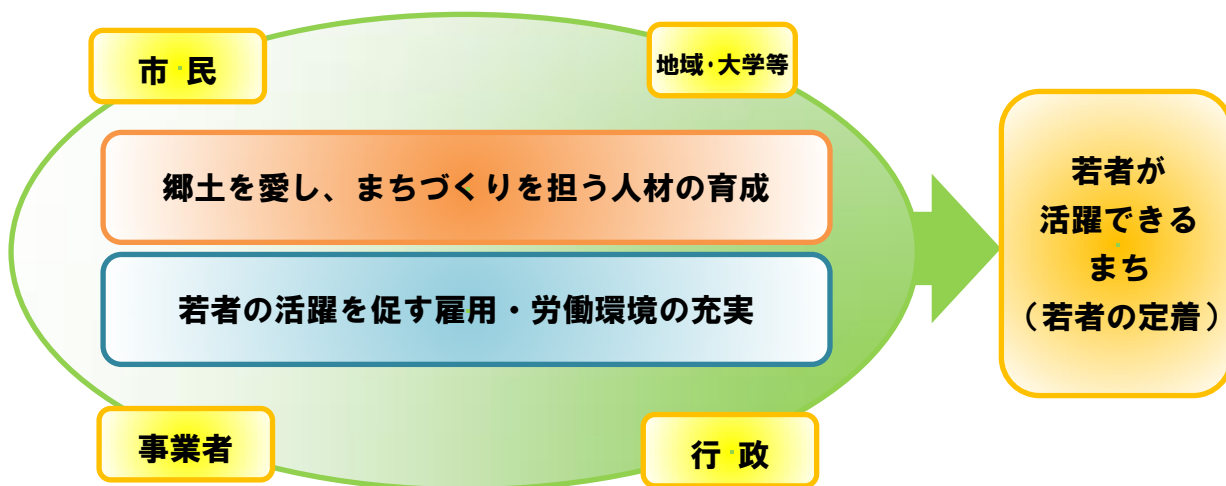 市 民
地域・大学等
郷土を愛し、まちづくりを担う人材の育成
若者の活躍を促す雇用・労働環境の充実
事業者
行 政
若者が
活躍できる
まち
(若者の定着)